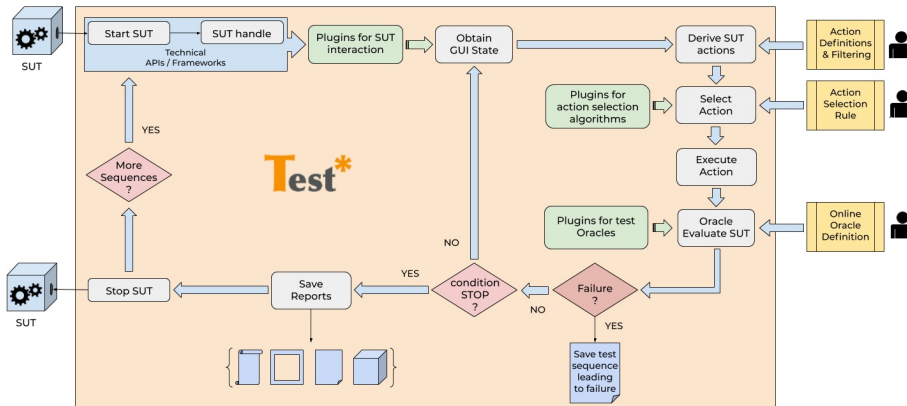 SUT
Start SUT
SUT handle
Technical
APIs / Frameworks
Plugins for SUT
interaction
Obtain
GUI State
Derive SUT
actions
Action
Definitions
& Filtering
Plugins for
action selection
algorithms
Select
Action
Action
Selection
Rule
YES
More
Sequences
?
Test*
Execute
Action
Plugins for test
Oracles
Oracle
Evaluate SUT
Online
Oracle
Definition
NO
SUT
Stop SUT
Save
Reports
YES
condition
STOP
?
NO
Failure
?
YES
Save test
sequence
leading
to failure